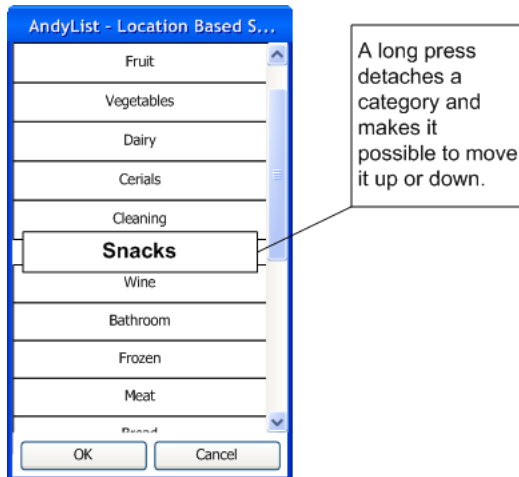 AndyList - Location Based S...
Fruit
Vegetables
Dairy
Cerials
Cleaning
Snacks
Wine
Bathroom
Frozen
Meat
Bread
OK Cancel
A long press
detaches a
category and
makes it
possible to move
it up or down.